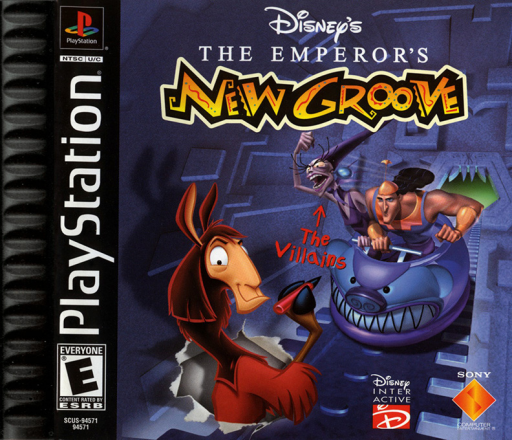 PlayStation
NTSC U/C
PlayStation
EVERYONE
E
CONTENT RATED BY
ESRB
SCUS-94571
94571
Disney's
THE EMPEROR'S
NEW GROOVE
The
Villains
Disney
INTER
ACTIVE
D
SONY
COMPUTER
ENTERTAINMENT